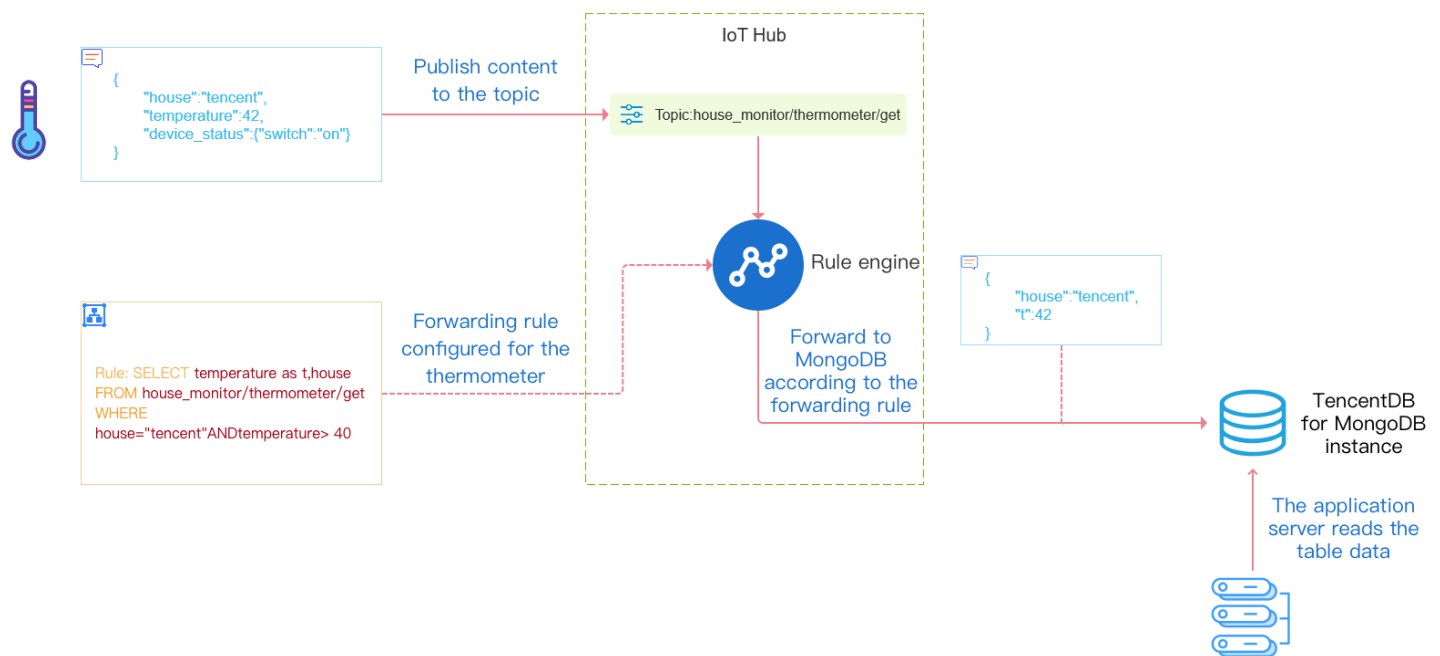 IoT Hub
{
"house":"tencent",
"temperature":42,
"device_status":{"switch":"on"}
}
Publish content
to the topic
Topic:house_monitor/thermometer/get
Rule engine
Rule: SELECT temperature as t,house
FROM house_monitor/thermometer/get
WHERE
house="tencent"ANDtemperature> 40
Forwarding rule
configured for the
thermometer
Forward to
MongoDB
according to the
forwarding rule
{
"house":"tencent",
"t":42
}
TencentDB
for MongoDB
instance
The application
server reads the
table data